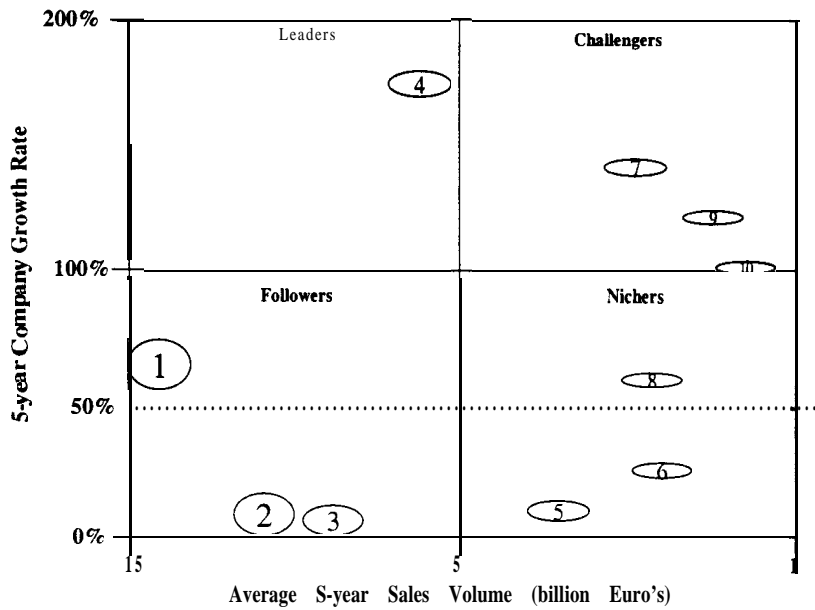 200%
Leaders
Challengers
4
7
9
10
100%
Followers
Nichers
1
8
50%
6
2
3
5
0%
15
5
1
5-year Company Growth Rate
Average S-year Sales Volume (billion Euro's)